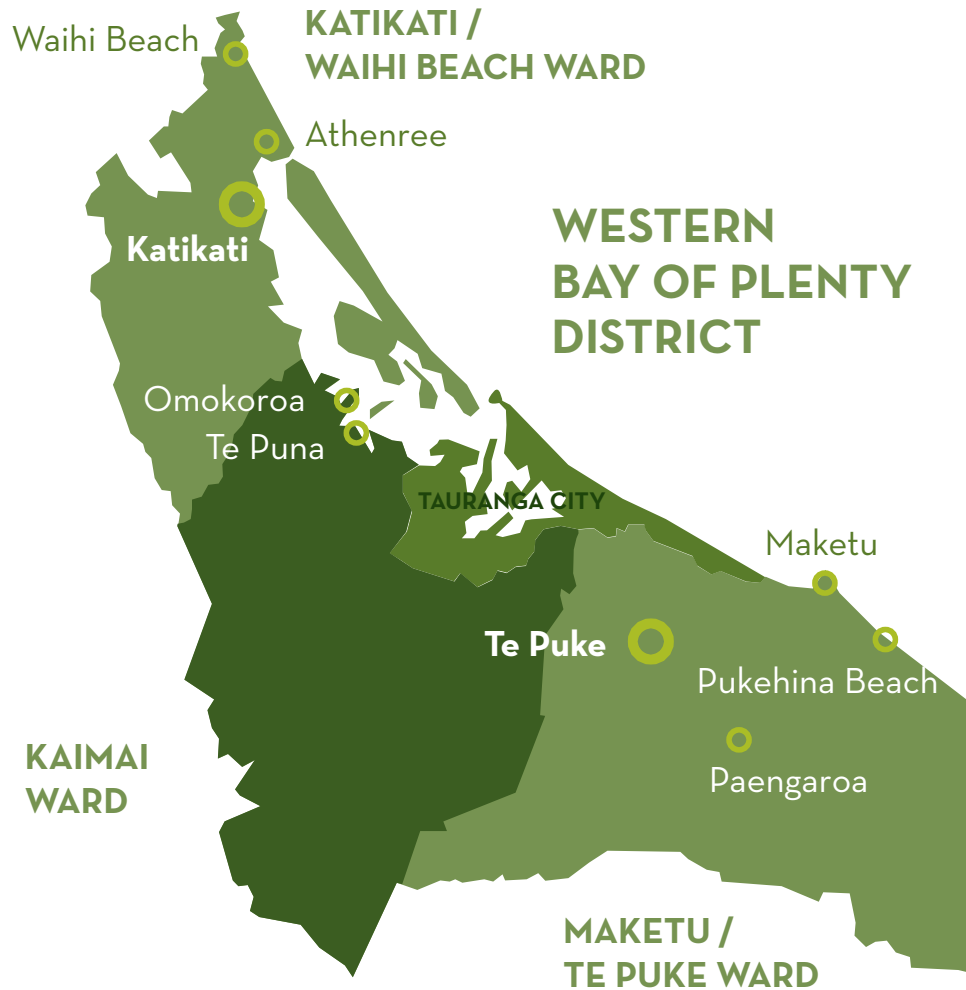 Waihi Beach
KATIKATI /
WAIHI BEACH WARD
Athenree
Katikati
WESTERN
BAY OF PLENTY
DISTRICT
Omokoroa
Te Puna
TAURANGA CITY
Maketu
Te Puke
Pukehina Beach
Paengaroa
KAIMAI
WARD
MAKETU /
TE PUKE WARD